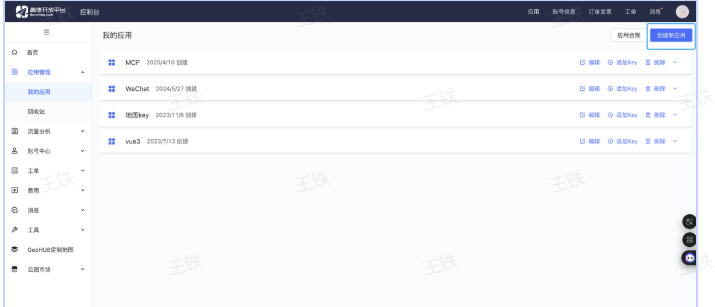 高德开放平台 控制台 应用 账号信息 订单发票 工单 消息
lbs.amap.com
我的应用 应用合规 创建新应用
首页
应用管理
我的应用
回收站
流量分析
账号中心
工单
费用
消息
工具
GeoHUB定制地图
云图市场
MCP 2025/4/10 创建 编辑 添加Key 删除
WeChat 2024/5/27 创建 编辑 添加Key 删除
地图key 2023/11/6 创建 编辑 添加Key 删除
vue3 2023/7/13 创建 编辑 添加Key 删除
王铁
王铁
王铁
王铁
王铁
王铁
王铁
王铁
王铁
王铁